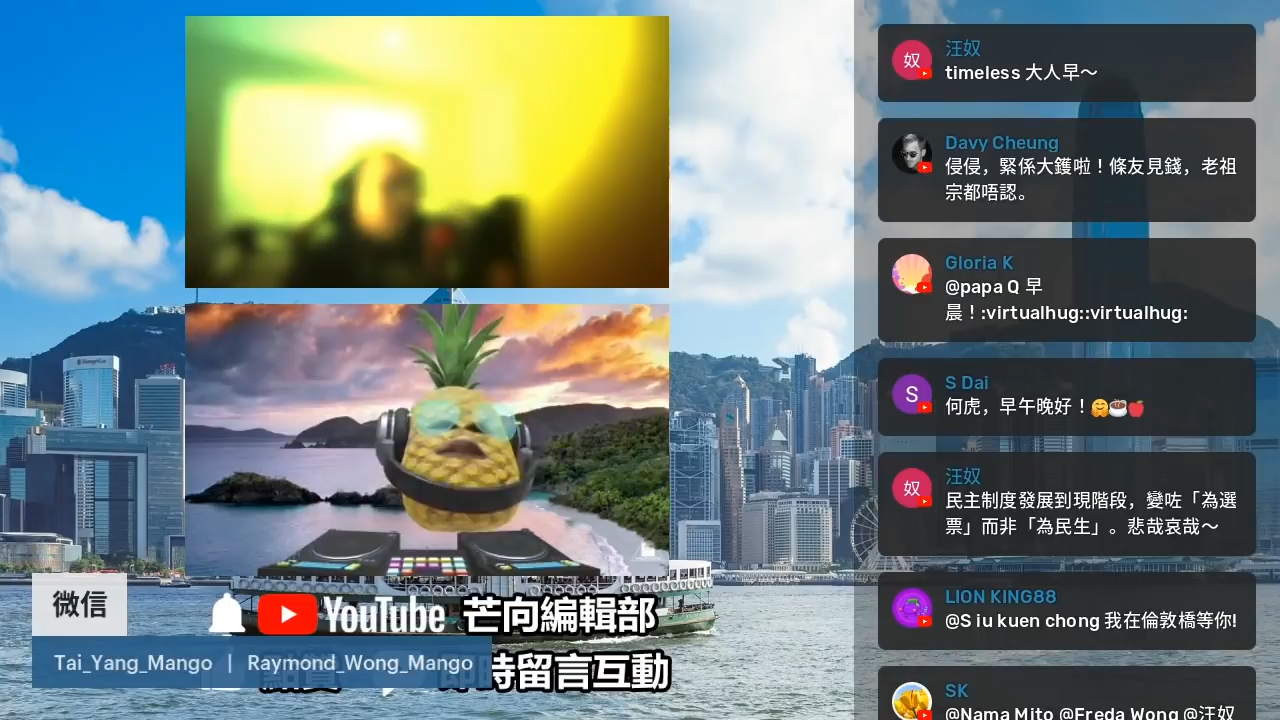 汪奴
奴
timeless 大人早～
Davy Cheung
侵侵，緊係大鑊啦！條友見錢，老祖
宗都唔認。
Gloria K
@papa Q 早
晨！:virtualhug::virtualhug:
S Dai
S
何虎，早午晚好！🤗☕🍎
汪奴
奴
民主制度發展到現階段，變咗「為選
票」而非「為民生」。悲哉哀哉～
LION KING88
@S iu kuen chong 我在倫敦橋等你!
SK
@Nama Mito @Freda Wong @汪奴
微信
YouTube 芒向編輯部
Tai_Yang_Mango | Raymond_Wong_Mango
時留言互動